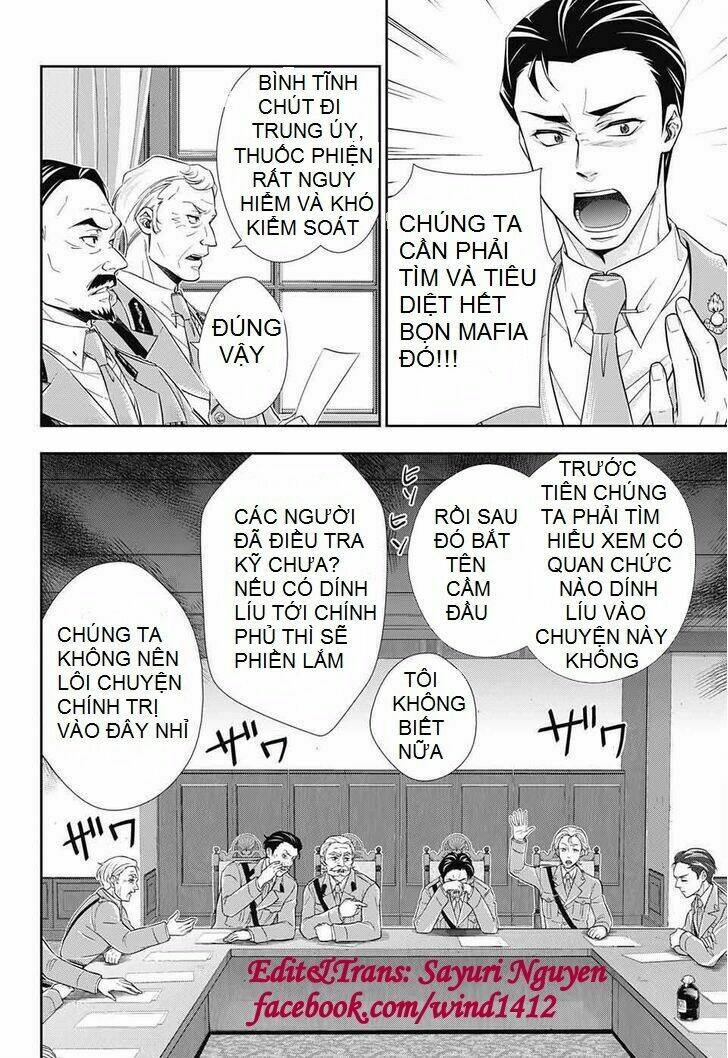 CHÚNG TA
CẦN PHẢI
TÌM VÀ TIÊU
DIỆT HẾT
BỌN MAFIA
ĐÓ!!!
BÌNH TĨNH
CHÚT ĐI
TRUNG ÚY,
THUỐC PHIỆN
RẤT NGUY
HIỂM VÀ KHÓ
KIỂM SOÁT
ĐÚNG
VẬY
TRƯỚC
TIÊN CHÚNG
TA PHẢI TÌM
HIỂU XEM CÓ
QUAN CHỨC
NÀO DÍNH
LÍU VÀO
CHUYỆN NÀY
KHÔNG
RỒI SAU
ĐÓ BẮT
TÊN
CẦM
ĐẦU
ヒソ
ヒソ
CÁC NGƯỜI
ĐÃ ĐIỀU TRA
KỸ CHƯA?
NẾU CÓ DÍNH
LÍU TỚI CHÍNH
PHỦ THÌ SẼ
PHIỀN LẮM
TÔI
KHÔNG
BIẾT
NỮA
CHÚNG TA
KHÔNG NÊN
LÔI CHUYỆN
CHÍNH TRỊ
VÀO ĐÂY NHỈ
ザワ
ザワ
ザワ
Edit&Trans: Sayuri Nguyen
facebook.com/wind1412